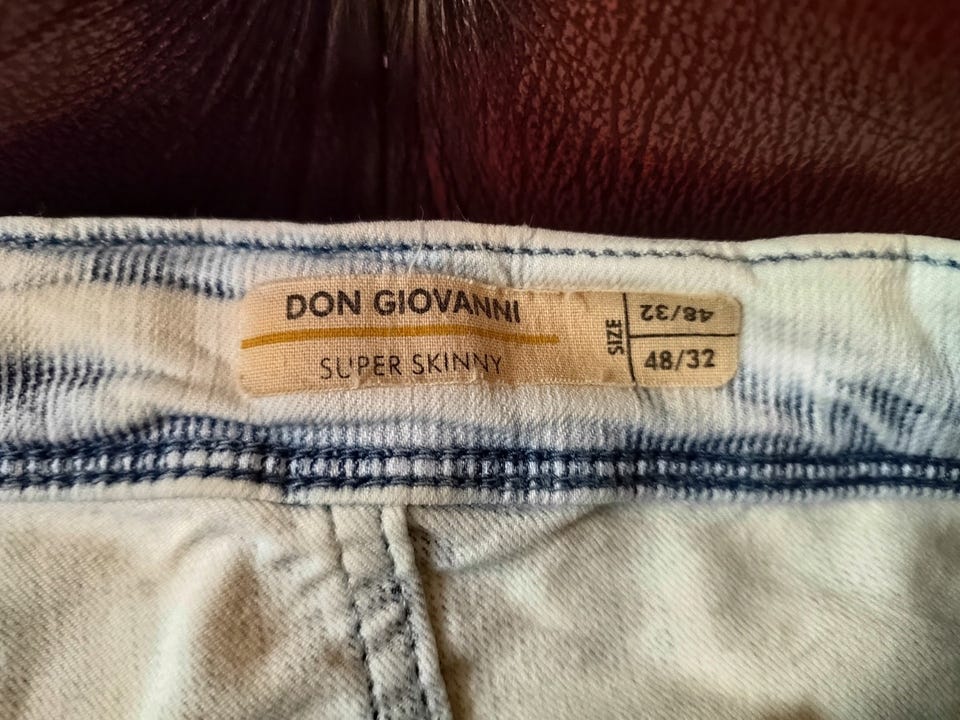 DON GIOVANNI
SUPER SKINNY
SIZE
48/32
48/32